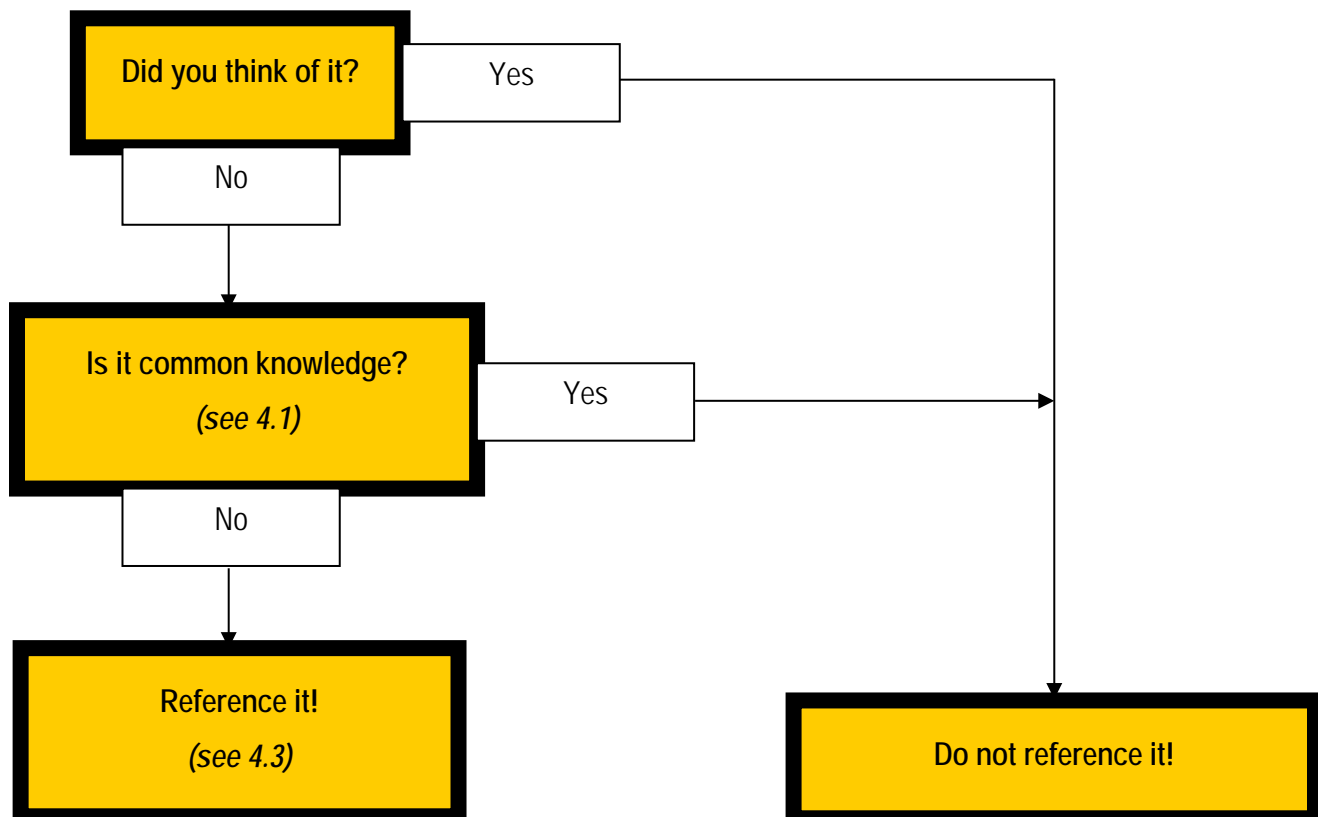 Did you think of it?
Yes
No
Is it common knowledge?
(see 4.1)
Yes
No
Reference it!
(see 4.3)
Do not reference it!